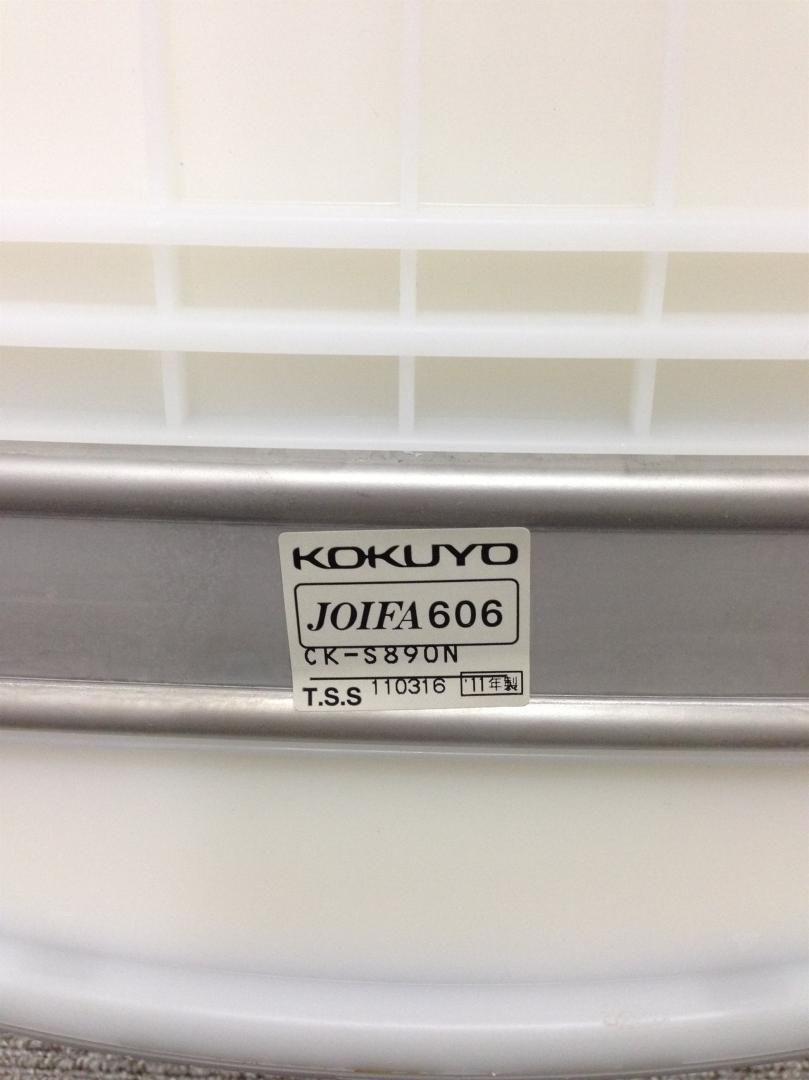 KOKUYO
JOIFA 606
CK-S890N
T.S.S 110316 '11年製